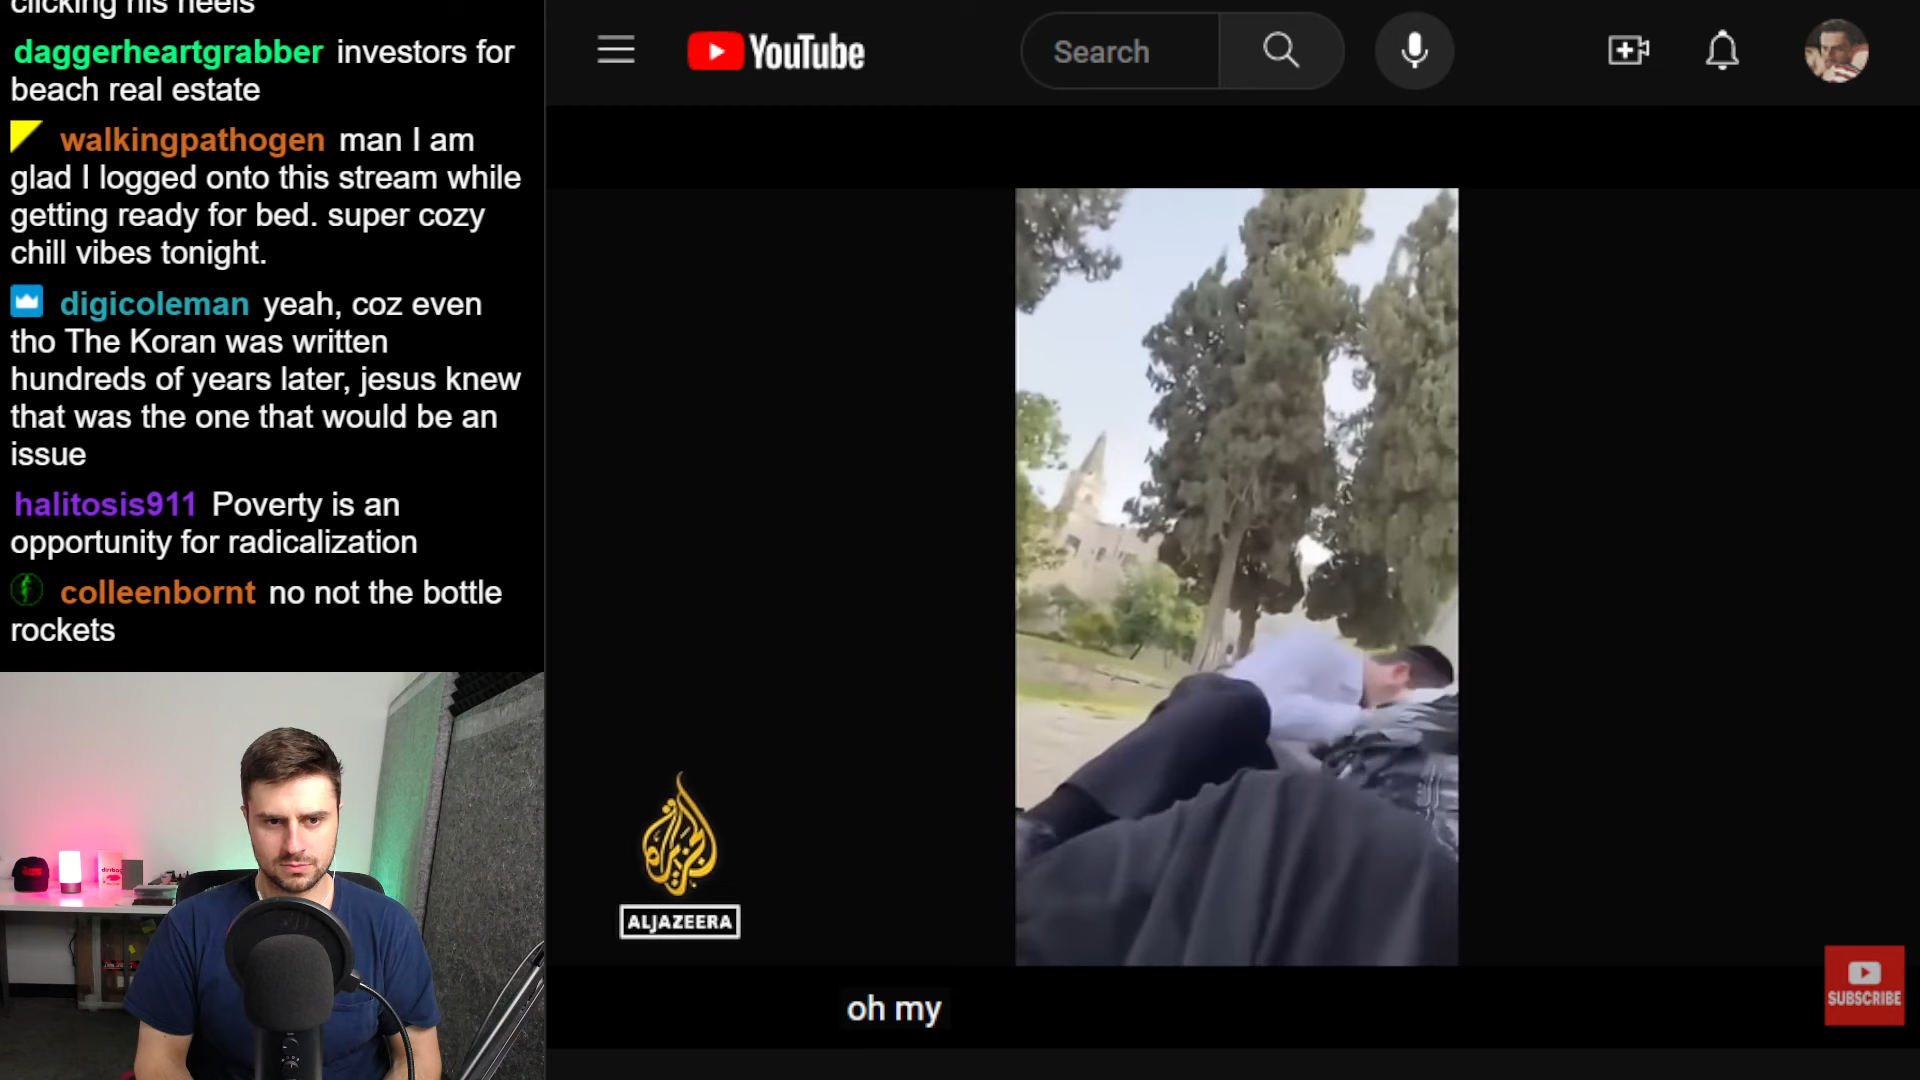 clicking his heels
daggerheartgrabber investors for
beach real estate
walkingpathogen man I am
glad I logged onto this stream while
getting ready for bed. super cozy
chill vibes tonight.
digicoleman yeah, coz even
tho The Koran was written
hundreds of years later, jesus knew
that was the one that would be an
issue
halitosis911 Poverty is an
opportunity for radicalization
colleenbornt no not the bottle
rockets
YouTube
Search
الجزيرة
ALJAZEERA
oh my
SUBSCRIBE